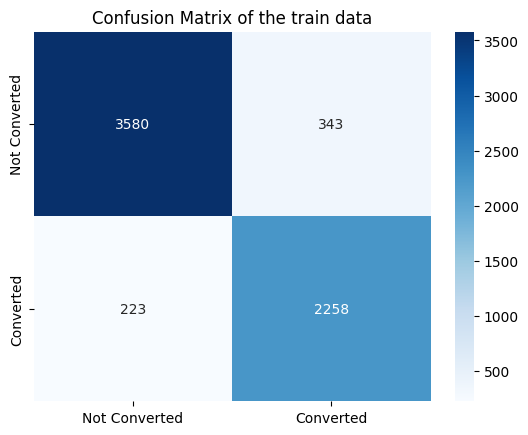 Confusion Matrix of the train data
Not Converted
3580
343
Converted
223
2258
Not Converted
Converted
3500
3000
2500
2000
1500
1000
500